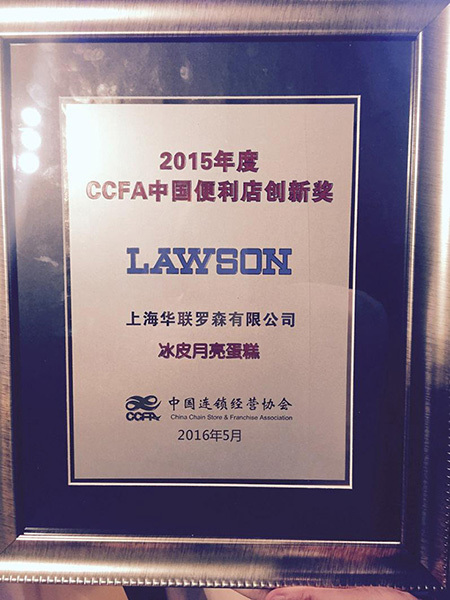 2015年度
CCFA中国便利店创新奖
LAWSON
上海华联罗森有限公司
冰皮月亮蛋糕
CCFA 中国连锁经营协会
China Chain Store & Franchise Association
2016年5月